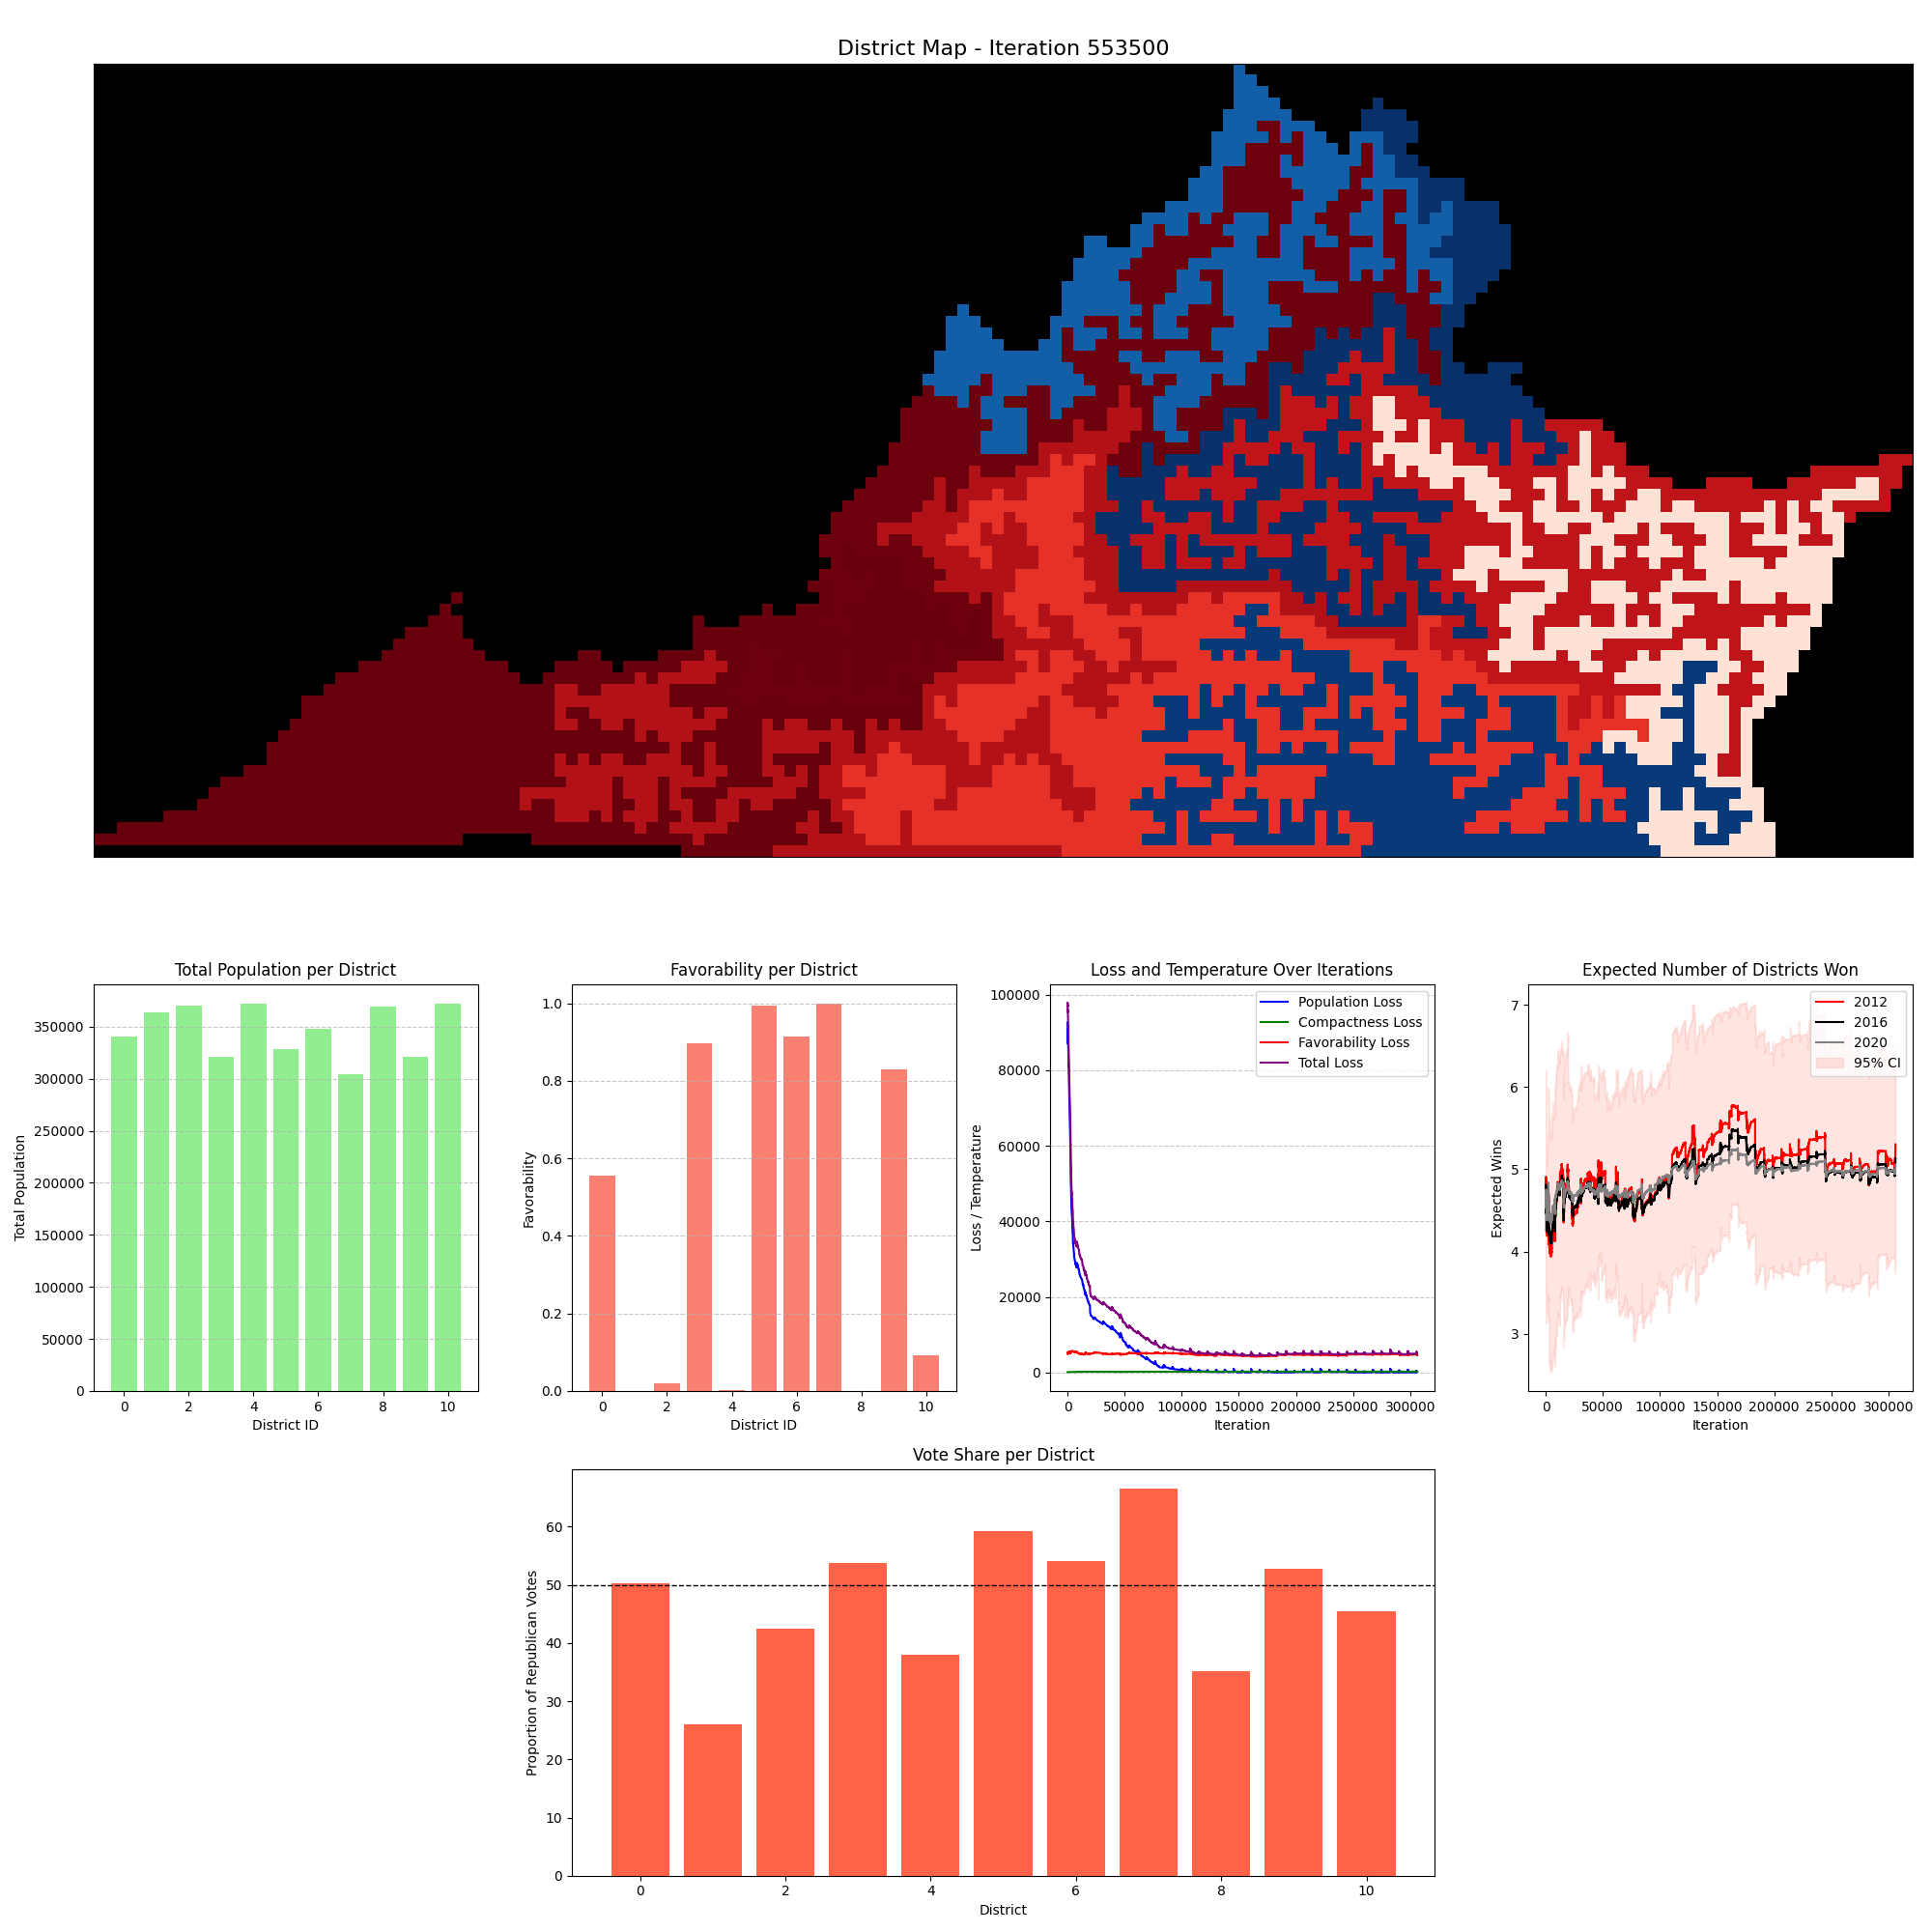 District Map - Iteration 553500
Total Population per District
Total Population
350000
300000
250000
200000
150000
100000
50000
0
0 2 4 6 8 10
District ID
Favorability per District
Favorability
1.0
0.8
0.6
0.4
0.2
0.0
0 2 4 6 8 10
District ID
Loss and Temperature Over Iterations
Loss / Temperature
100000
80000
60000
40000
20000
0
Population Loss
Compactness Loss
Favorability Loss
Total Loss
0 50000 100000 150000 200000 250000 300000
Iteration
Expected Number of Districts Won
Expected Wins
7
6
5
4
3
2012
2016
2020
95% CI
0 50000 100000 150000 200000 250000 300000
Iteration
Vote Share per District
Proportion of Republican Votes
60
50
40
30
20
10
0
0 2 4 6 8 10
District